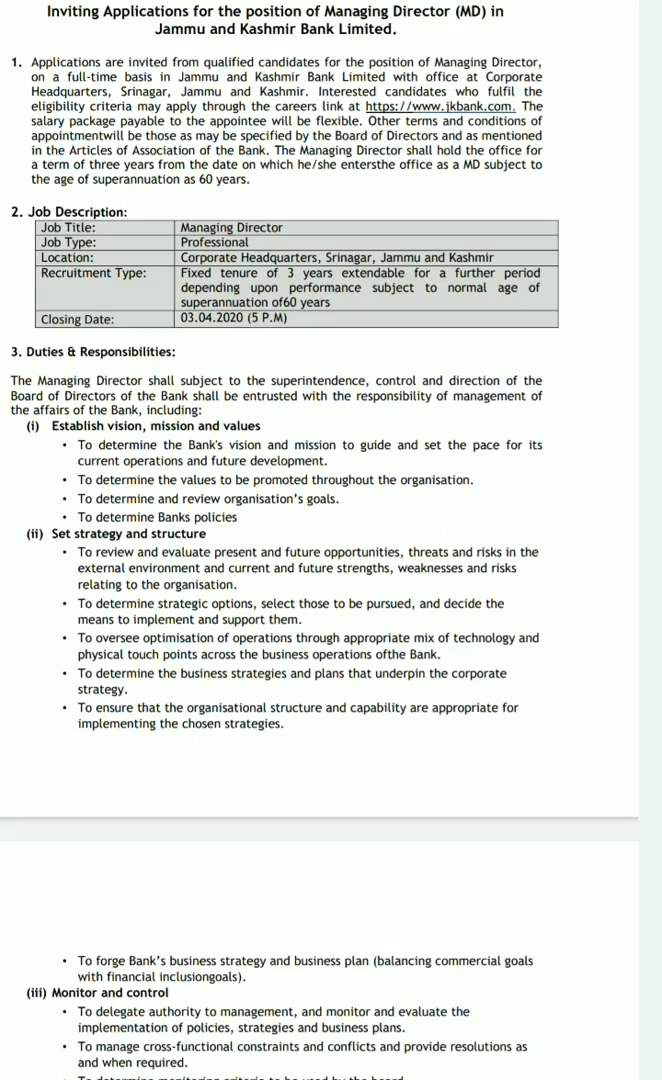 Inviting Applications for the position of Managing Director (MD) in
Jammu and Kashmir Bank Limited.
1. Applications are invited from qualified candidates for the position of Managing Director,
on a full-time basis in Jammu and Kashmir Bank Limited with office at Corporate
Headquarters, Srinagar, Jammu and Kashmir. Interested candidates who fulfil the
eligibility criteria may apply through the careers link at https://www.jkbank.com. The
salary package payable to the appointee will be flexible. Other terms and conditions of
appointmentwill be those as may be specified by the Board of Directors and as mentioned
in the Articles of Association of the Bank. The Managing Director shall hold the office for
a term of three years from the date on which he/she entersthe office as a MD subject to
the age of superannuation as 60 years.
2. Job Description:
Job Title: Managing Director
Job Type: Professional
Location: Corporate Headquarters, Srinagar, Jammu and Kashmir
Recruitment Type: Fixed tenure of 3 years extendable for a further period
depending upon performance subject to normal age of
superannuation of60 years
Closing Date: 03.04.2020 (5 P.M)
3. Duties & Responsibilities:
The Managing Director shall subject to the superintendence, control and direction of the
Board of Directors of the Bank shall be entrusted with the responsibility of management of
the affairs of the Bank, including:
(i) Establish vision, mission and values
• To determine the Bank's vision and mission to guide and set the pace for its
current operations and future development.
• To determine the values to be promoted throughout the organisation.
• To determine and review organisation's goals.
• To determine Banks policies
(ii) Set strategy and structure
• To review and evaluate present and future opportunities, threats and risks in the
external environment and current and future strengths, weaknesses and risks
relating to the organisation.
• To determine strategic options, select those to be pursued, and decide the
means to implement and support them.
• To oversee optimisation of operations through appropriate mix of technology and
physical touch points across the business operations ofthe Bank.
• To determine the business strategies and plans that underpin the corporate
strategy.
• To ensure that the organisational structure and capability are appropriate for
implementing the chosen strategies.
• To forge Bank's business strategy and business plan (balancing commercial goals
with financial inclusiongoals).
(iii) Monitor and control
• To delegate authority to management, and monitor and evaluate the
implementation of policies, strategies and business plans.
• To manage cross-functional constraints and conflicts and provide resolutions as
and when required.
• To determine monitoring criteria to be used by the board